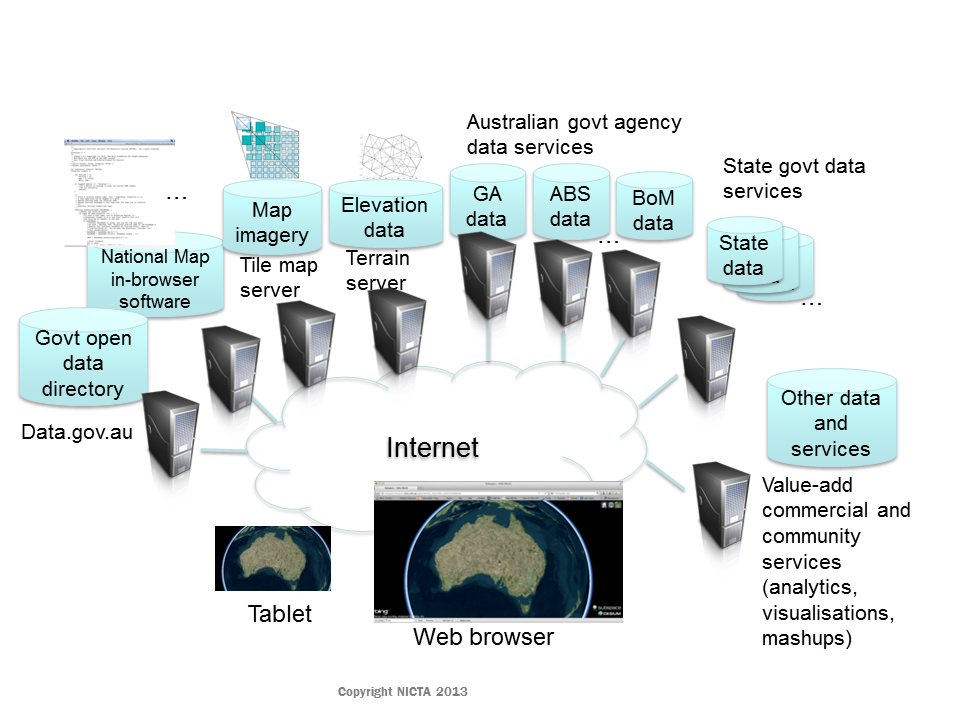 Australian govt agency
data services
State govt data
services
...
Map
imagery
Elevation
data
GA
data
ABS
data
BoM
data
...
State
data
...
National Map
in-browser
software
Tile map
server
Terrain
server
Govt open
data
directory
Data.gov.au
Internet
Other data
and
services
Value-add
commercial and
community
services
(analytics,
visualisations,
mashups)
bing
subspace
CESIUM
Tablet
Web browser
Copyright NICTA 2013